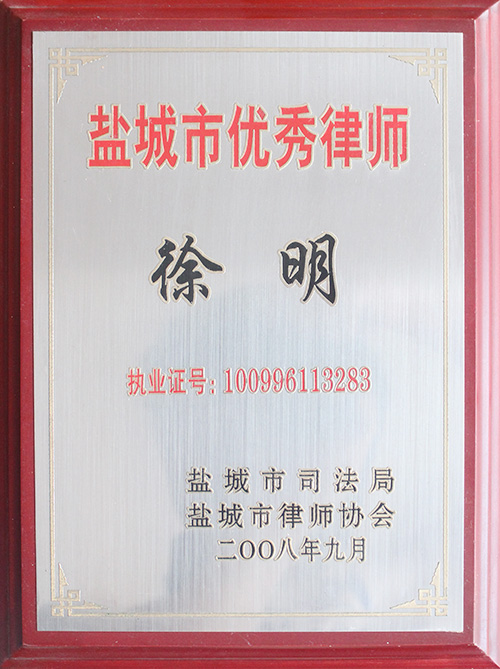 盐城市优秀律师
徐明
执业证号:100996113283
盐城市司法局
盐城市律师协会
二OO八年九月